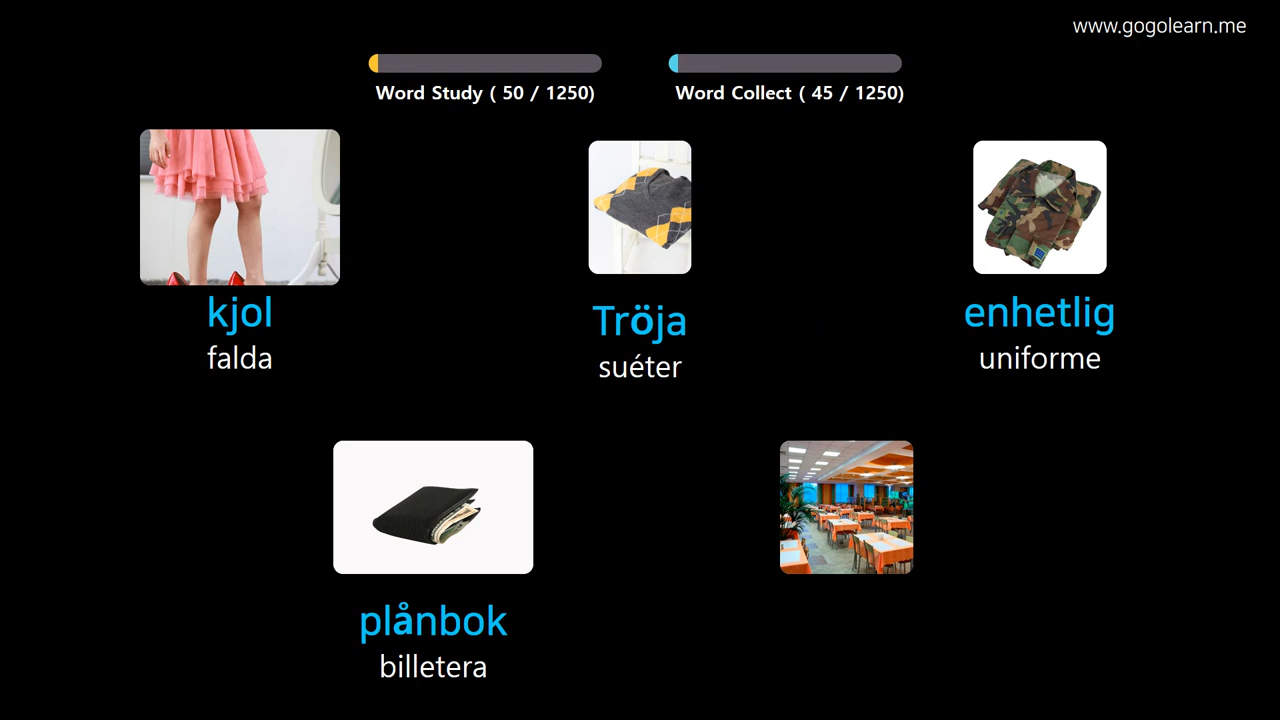 www.gogolearn.me
Word Study ( 50 / 1250)
Word Collect ( 45 / 1250)
kjol
falda
Tröja
suéter
enhetlig
uniforme
plånbok
billetera